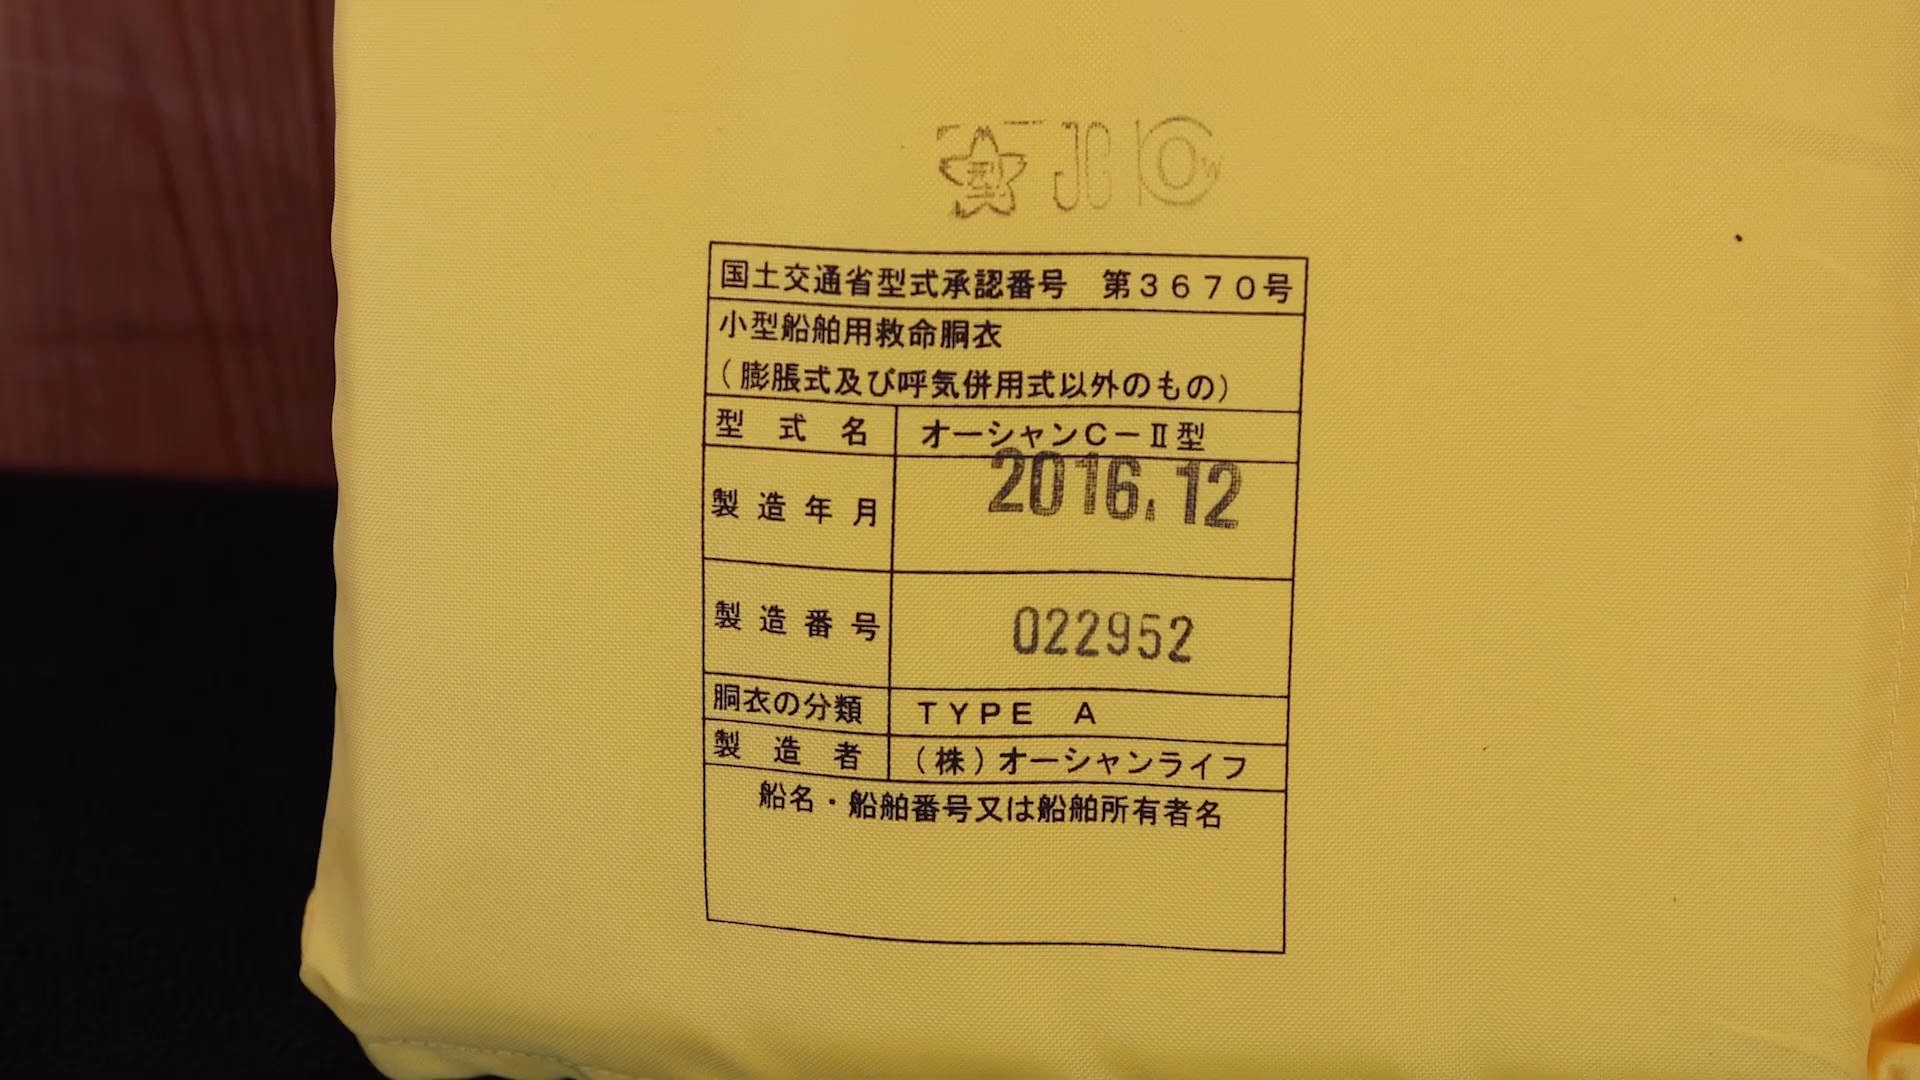 型 JC
国土交通省型式承認番号 第3670号
小型船舶用救命胴衣
(膨脹式及び呼気併用式以外のもの)
型式名 オーシャンC-Ⅱ型
製造年月 2016.12
製造番号 022952
胴衣の分類 TYPE A
製造者 (株)オーシャンライフ
船名・船舶番号又は船舶所有者名